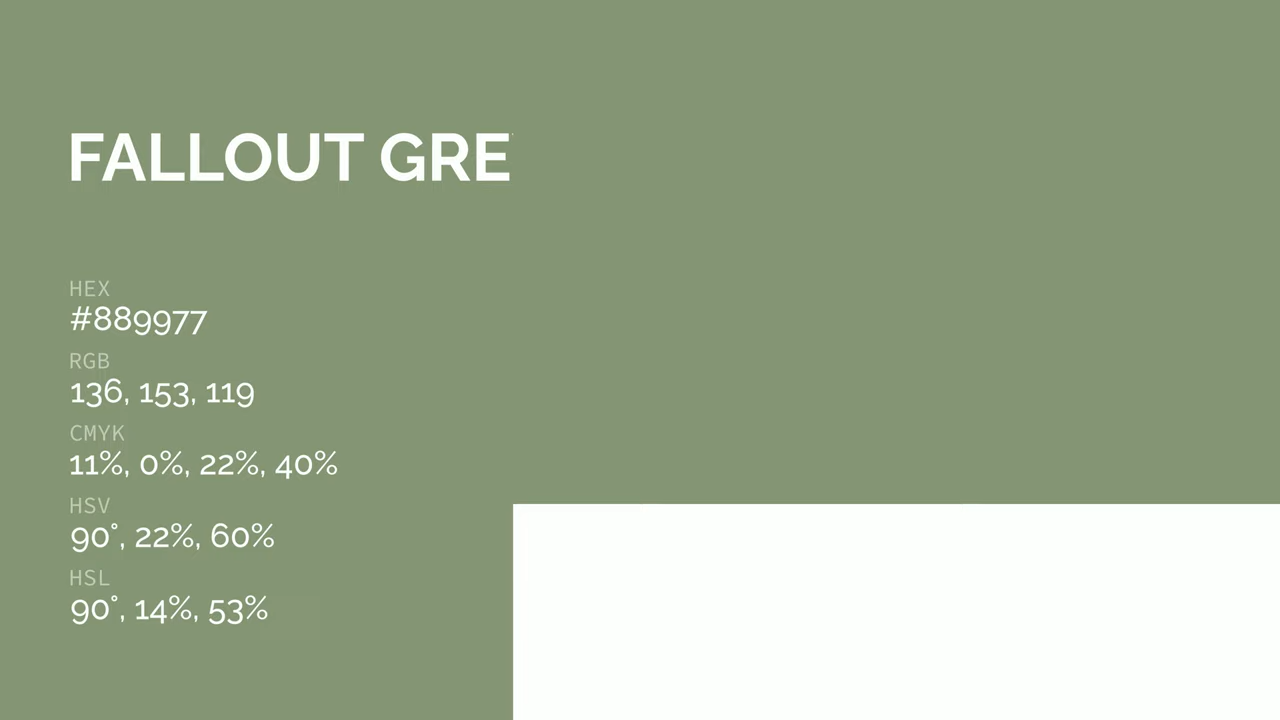 FALLOUT GRE
HEX
#889977
RGB
136, 153, 119
CMYK
11%, 0%, 22%, 40%
HSV
90°, 22%, 60%
HSL
90°, 14%, 53%